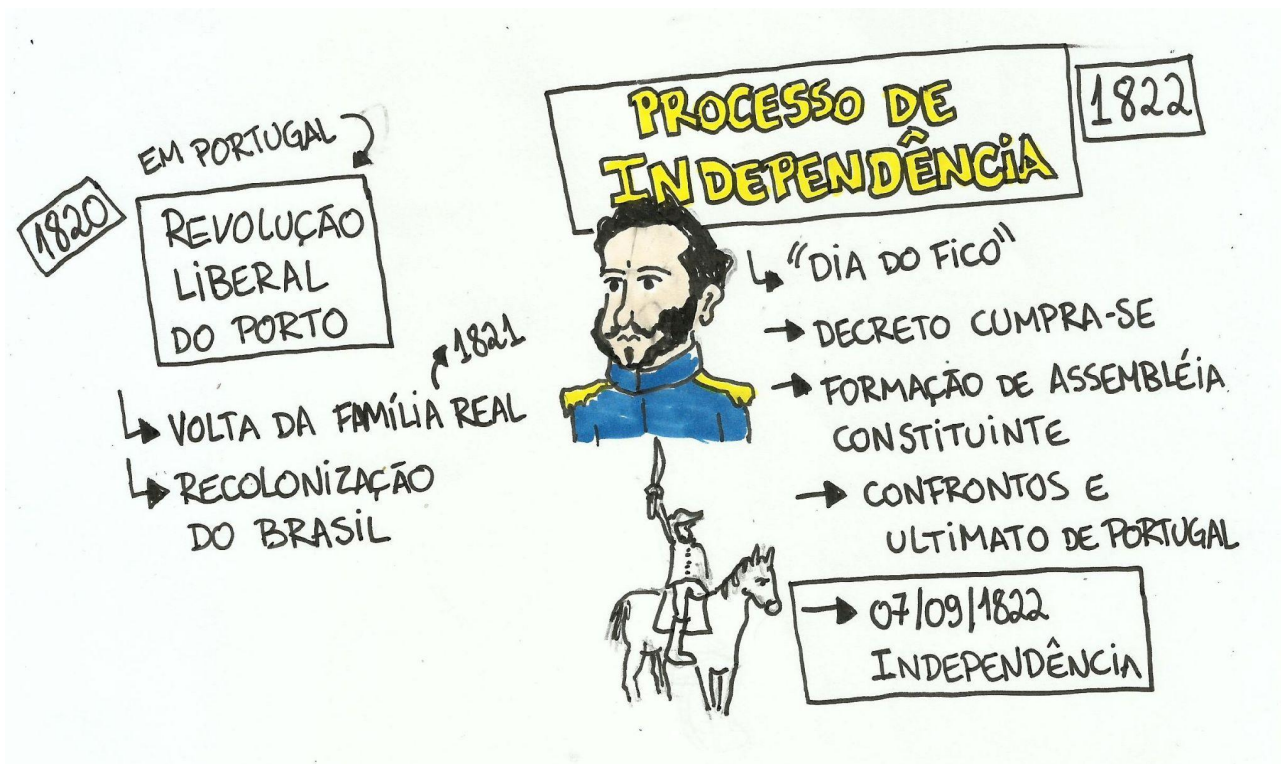 EM PORTUGAL
1820
REVOLUÇÃO
LIBERAL
DO PORTO
1821
VOLTA DA FAMÍLIA REAL
RECOLONIZAÇÃO
DO BRASIL
PROCESSO DE
INDEPENDÊNCIA
1822
"DIA DO FICO"
DECRETO CUMPRA-SE
FORMAÇÃO DE ASSEMBLÉIA
CONSTITUINTE
CONFRONTOS E
ULTIMATO DE PORTUGAL
07/09/1822
INDEPENDÊNCIA